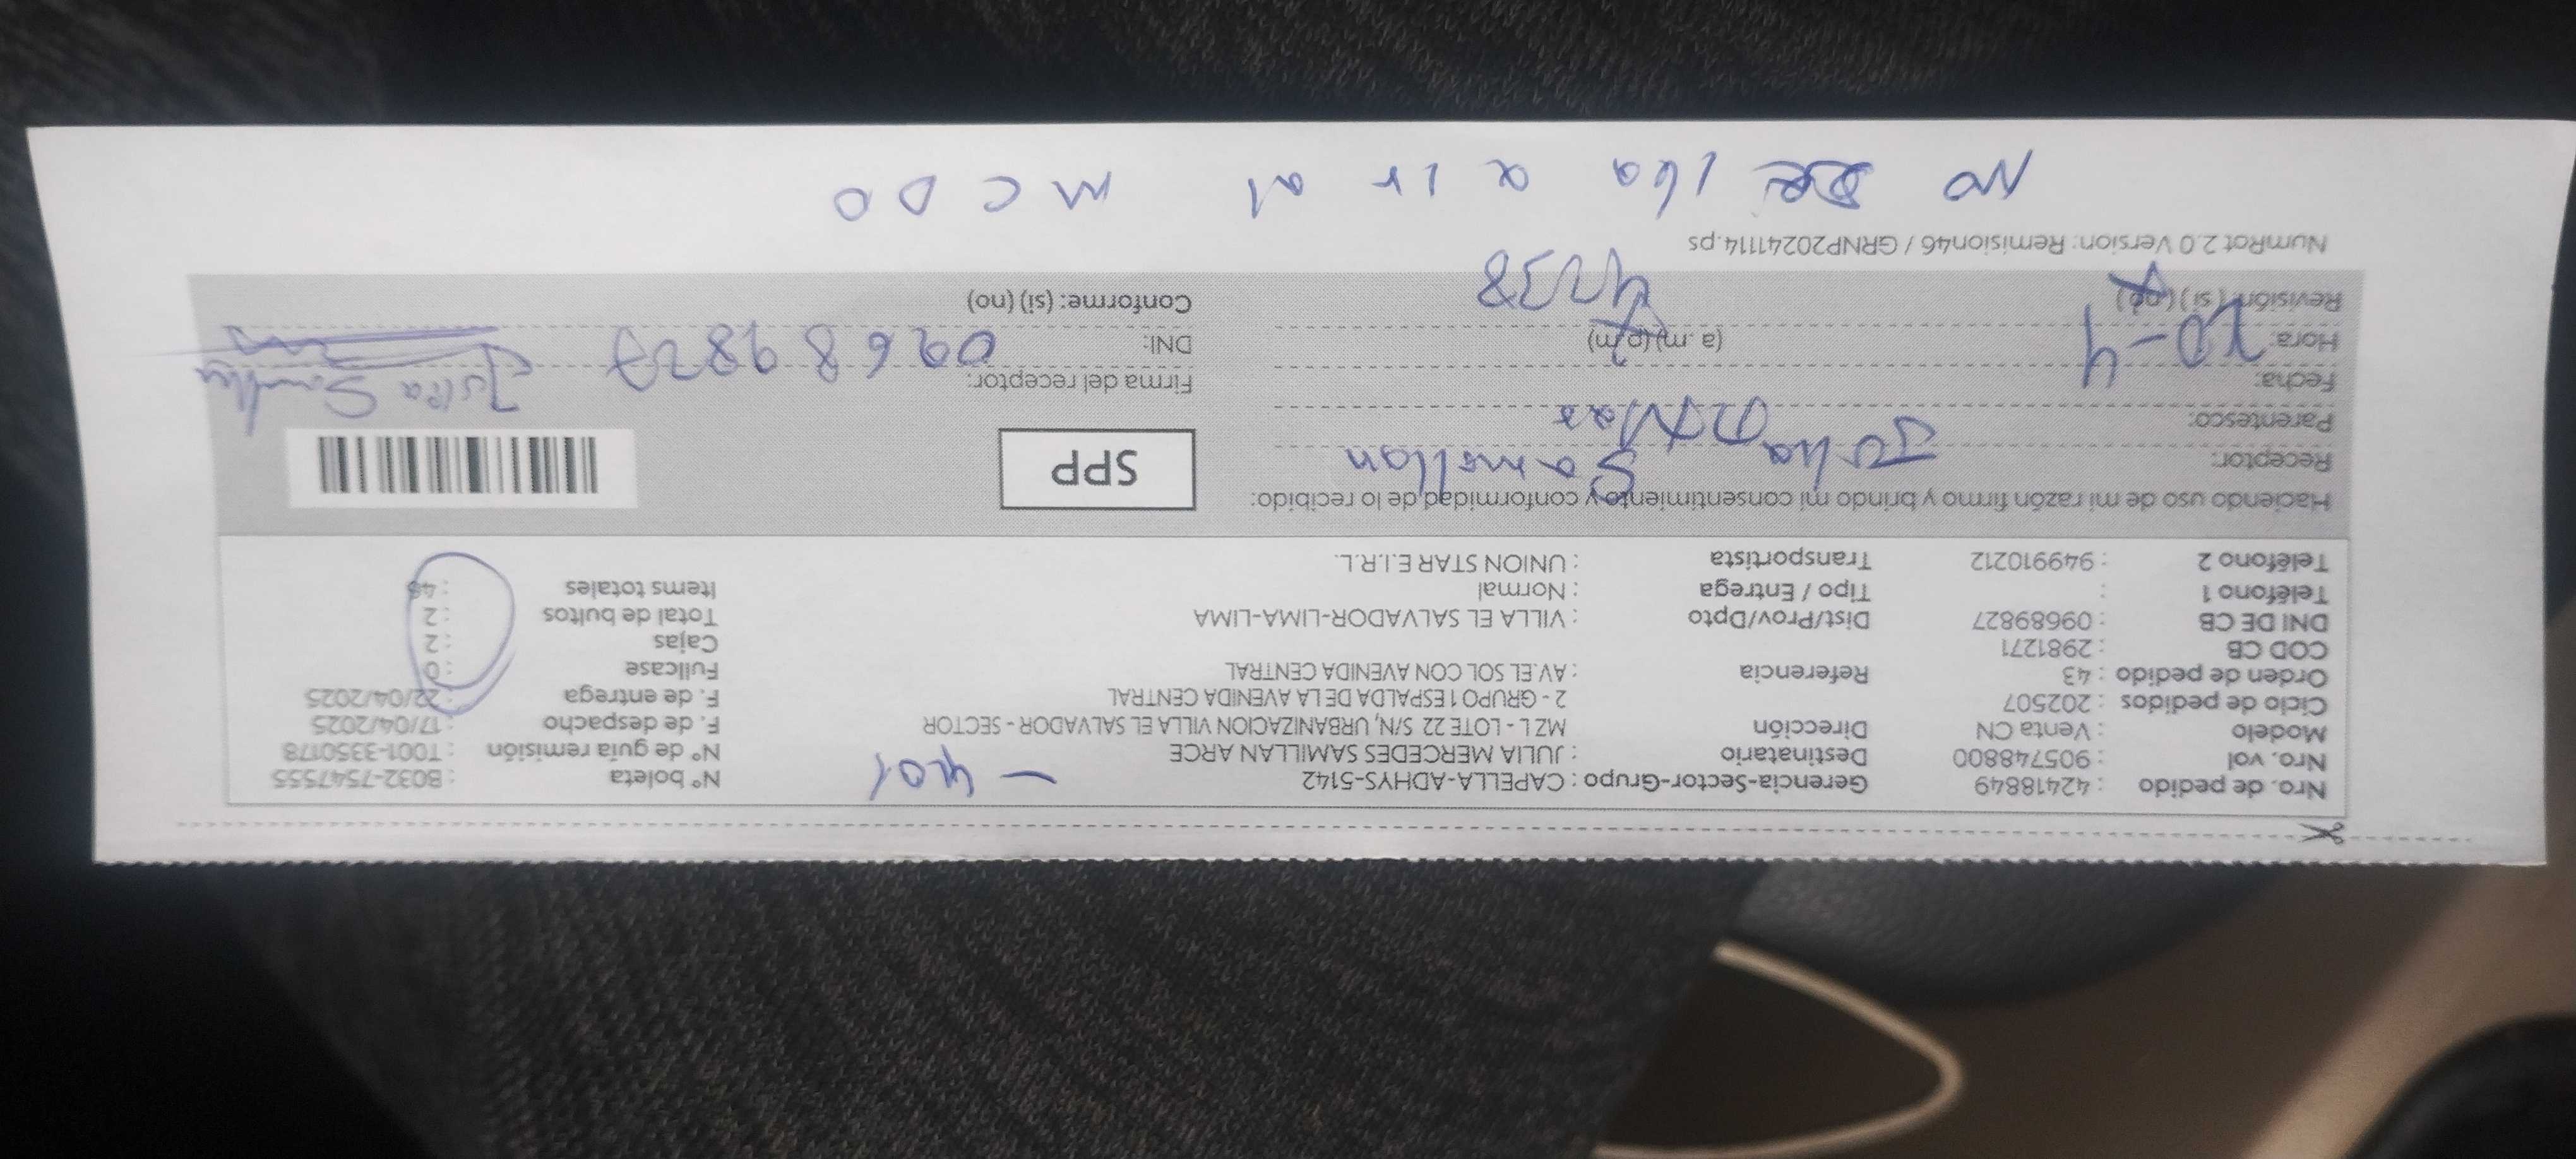 Nro. de pedido : 42418849 Gerencia-Sector-Grupo : CAPELLA-ADHYS-5142 - 401 N° boleta : B032-7547555
Nro. vol : 905748800 Destinatario : JULIA MERCEDES SAMILLAN ARCE N° de guía remisión : T001-3350178
Modelo : Venta CN Dirección MZ L - LOTE 22 S/N, URBANIZACION VILLA EL SALVADOR - SECTOR F. de despacho : 17/04/2025
Ciclo de pedidos : 202507 2 - GRUPO 1 ESPALDA DE LA AVENIDA CENTRAL F. de entrega : 22/04/2025
Orden de pedido : 43 Referencia : AV.EL SOL CON AVENIDA CENTRAL Fullcase : 0
COD CB : 2981271 Cajas : 2
DNI DE CB : 09689827 Dist/Prov/Dpto : VILLA EL SALVADOR-LIMA-LIMA Total de bultos : 2
Teléfono 1 : Tipo / Entrega : Normal Items totales
Teléfono 2 : 949910212 Transportista : UNION STAR E.I.R.L.
Haciendo uso de mi razón firmo y brindo mi consentimiento y conformidad de lo recibido:
Receptor: Julia Samillan SPP
Parentesco:
Fecha: Firma del receptor: Julia
Hora: (a. m) (p. m) DNI: 09689827
Revisión: (si) (no) Conforme: (si) (no)
NumRot 2.0 Version: Remision46 / GRNP20241114.ps
No iba a ir al MCDO